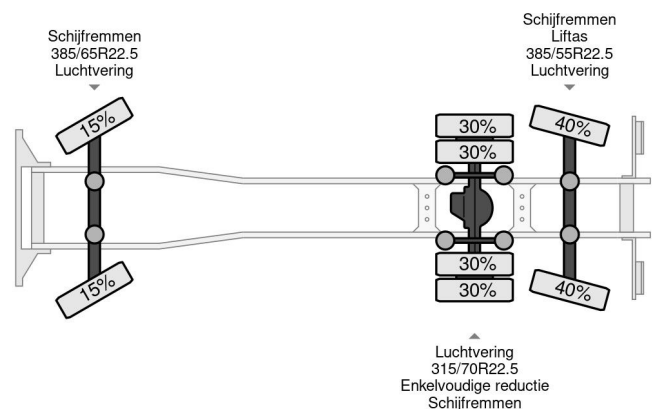 Schijfremmen
385/65R22.5
Luchtvering
Schijfremmen
Liftas
385/55R22.5
Luchtvering
15%
30%
30%
40%
15%
30%
30%
40%
Luchtvering
315/70R22.5
Enkelvoudige reductie
Schijfremmen